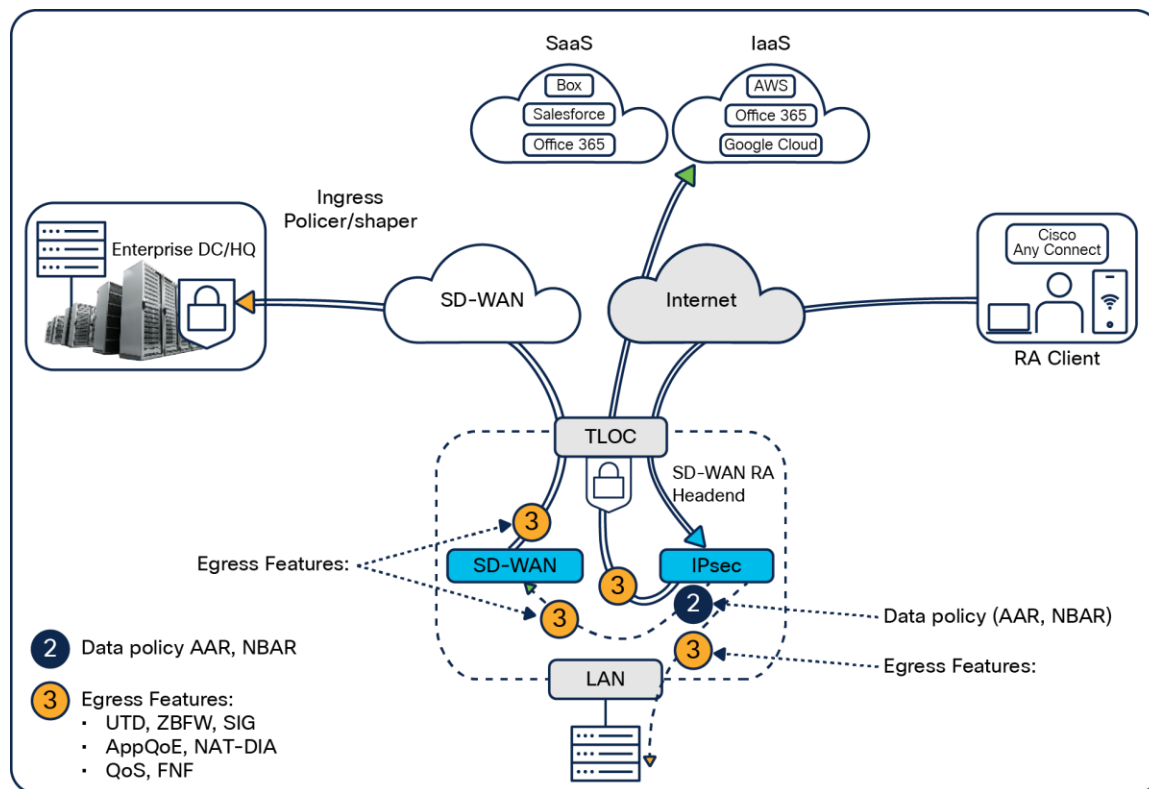 SaaS
Box
Salesforce
Office 365
IaaS
AWS
Office 365
Google Cloud
Ingress
Policer/shaper
Enterprise DC/HQ
SD-WAN
Internet
Cisco
Any Connect
RA Client
TLOC
SD-WAN RA
Headend
3
Egress Features:
SD-WAN
IPsec
3
2
3
Data policy (AAR, NBAR)
3
Egress Features:
LAN
2 Data policy AAR, NBAR
3 Egress Features:
· UTD, ZBFW, SIG
· AppQoE, NAT-DIA
· QoS, FNF